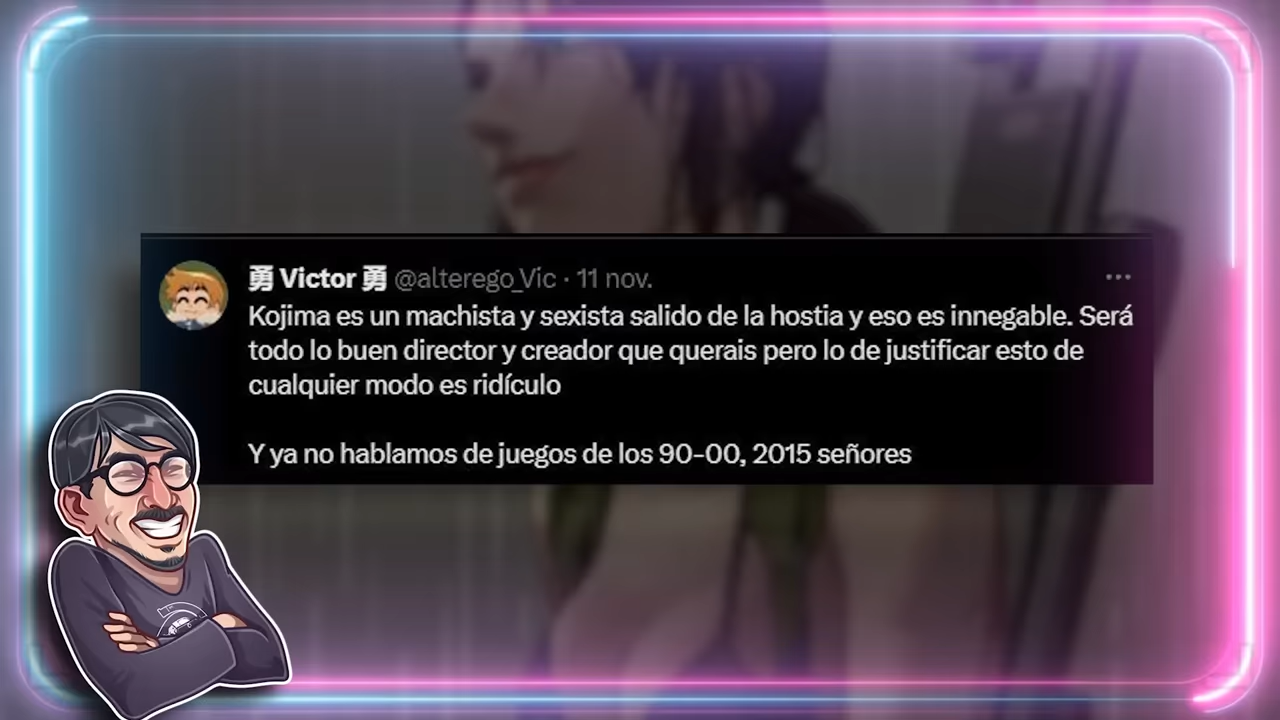 勇 Victor 勇 @alterego_Vic · 11 nov.
Kojima es un machista y sexista salido de la hostia y eso es innegable. Será
todo lo buen director y creador que querais pero lo de justificar esto de
cualquier modo es ridículo
Y ya no hablamos de juegos de los 90-00, 2015 señores